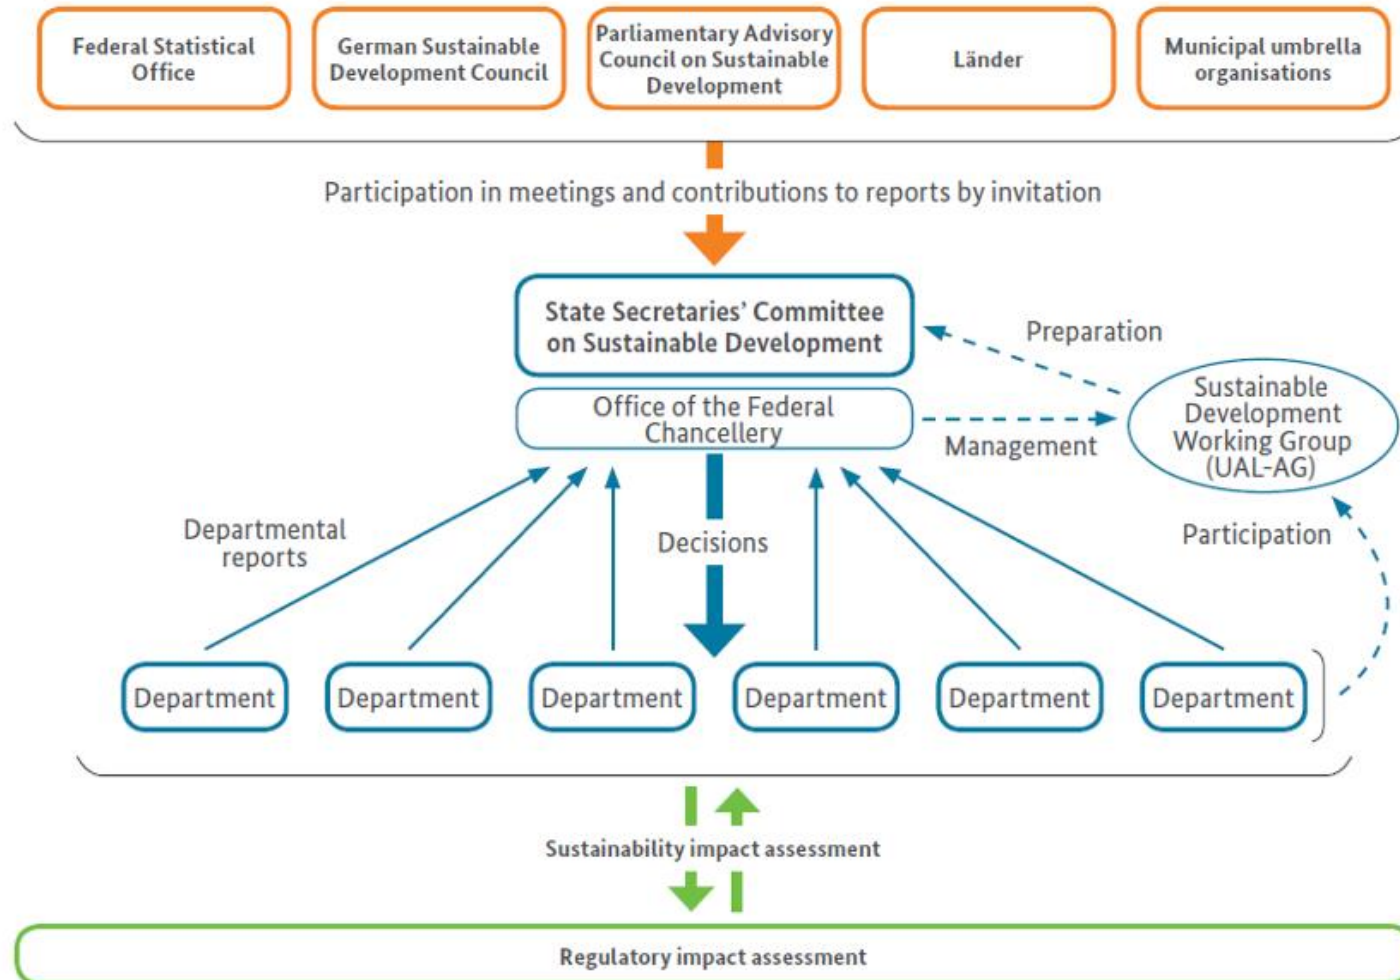 Federal Statistical
Office
German Sustainable
Development Council
Parliamentary Advisory
Council on Sustainable
Development
Länder
Municipal umbrella
organisations
Participation in meetings and contributions to reports by invitation
State Secretaries’ Committee
on Sustainable Development
Preparation
Office of the Federal
Chancellery
Management
Sustainable
Development
Working Group
(UAL-AG)
Departmental
reports
Decisions
Participation
Department
Department
Department
Department
Department
Department
Sustainability impact assessment
Regulatory impact assessment